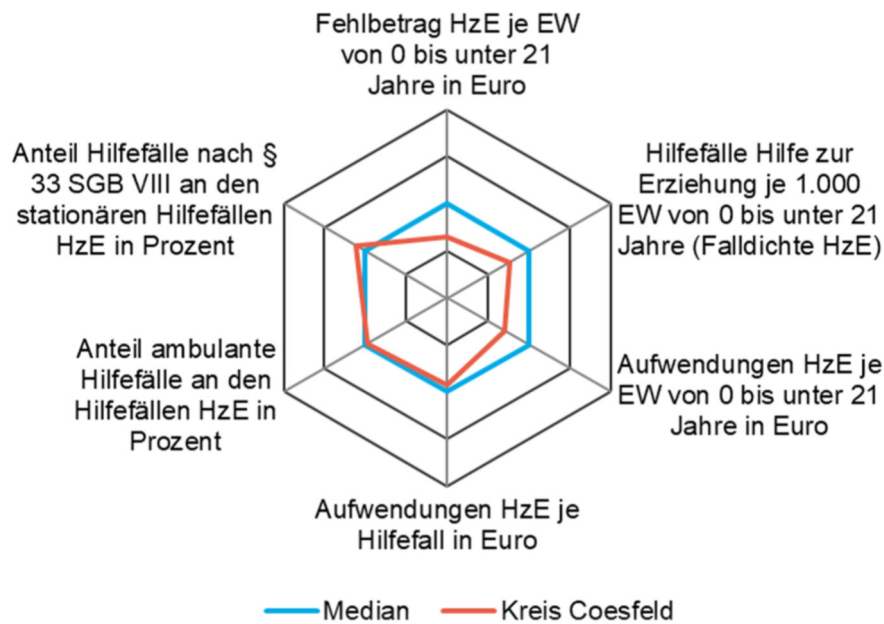 Fehlbetrag HzE je EW
von 0 bis unter 21
Jahre in Euro
Hilfefälle Hilfe zur
Erziehung je 1.000
EW von 0 bis unter 21
Jahre (Falldichte HzE)
Aufwendungen HzE je
EW von 0 bis unter 21
Jahre in Euro
Aufwendungen HzE je
Hilfefall in Euro
Anteil ambulante
Hilfefälle an den
Hilfefällen HzE in
Prozent
Anteil Hilfefälle nach §
33 SGB VIII an den
stationären Hilfefällen
HzE in Prozent
Median
Kreis Coesfeld